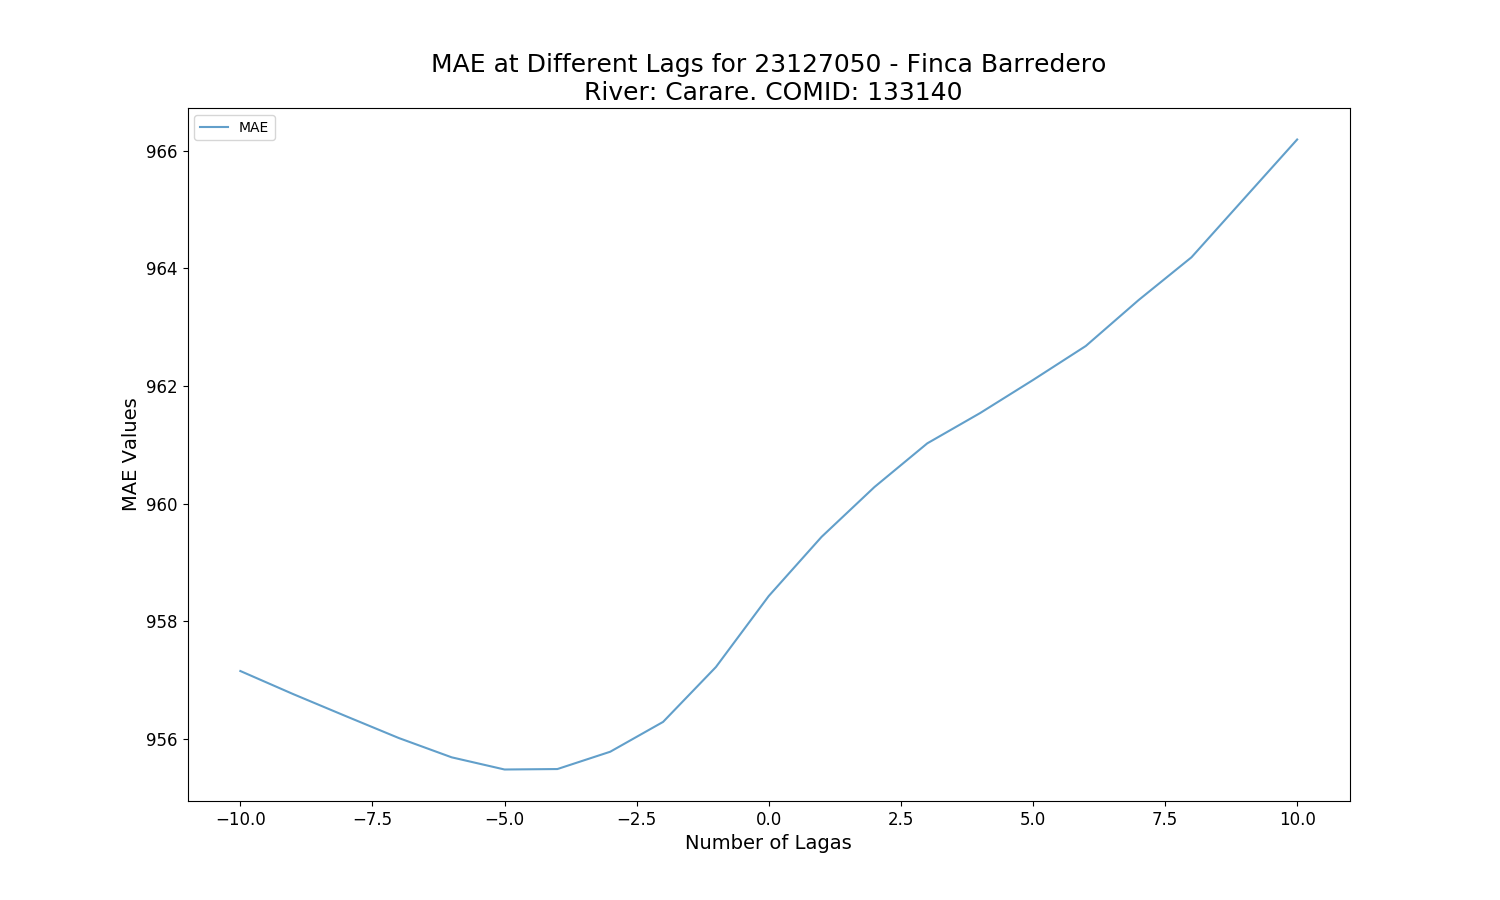 MAE at Different Lags for 23127050 - Finca Barredero
River: Carare. COMID: 133140
MAE
966
964
962
960
958
956
MAE Values
−10.0 −7.5 −5.0 −2.5 0.0 2.5 5.0 7.5 10.0
Number of Lagas